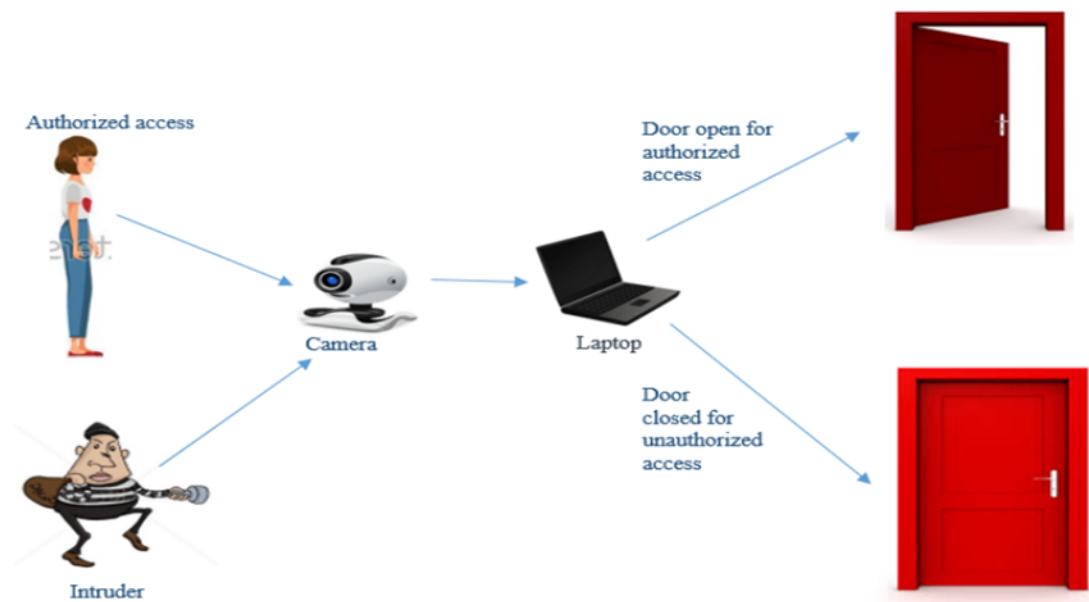 Authorized access
Door open for
authorized
access
Camera
Laptop
Door
closed for
unauthorized
access
Intruder